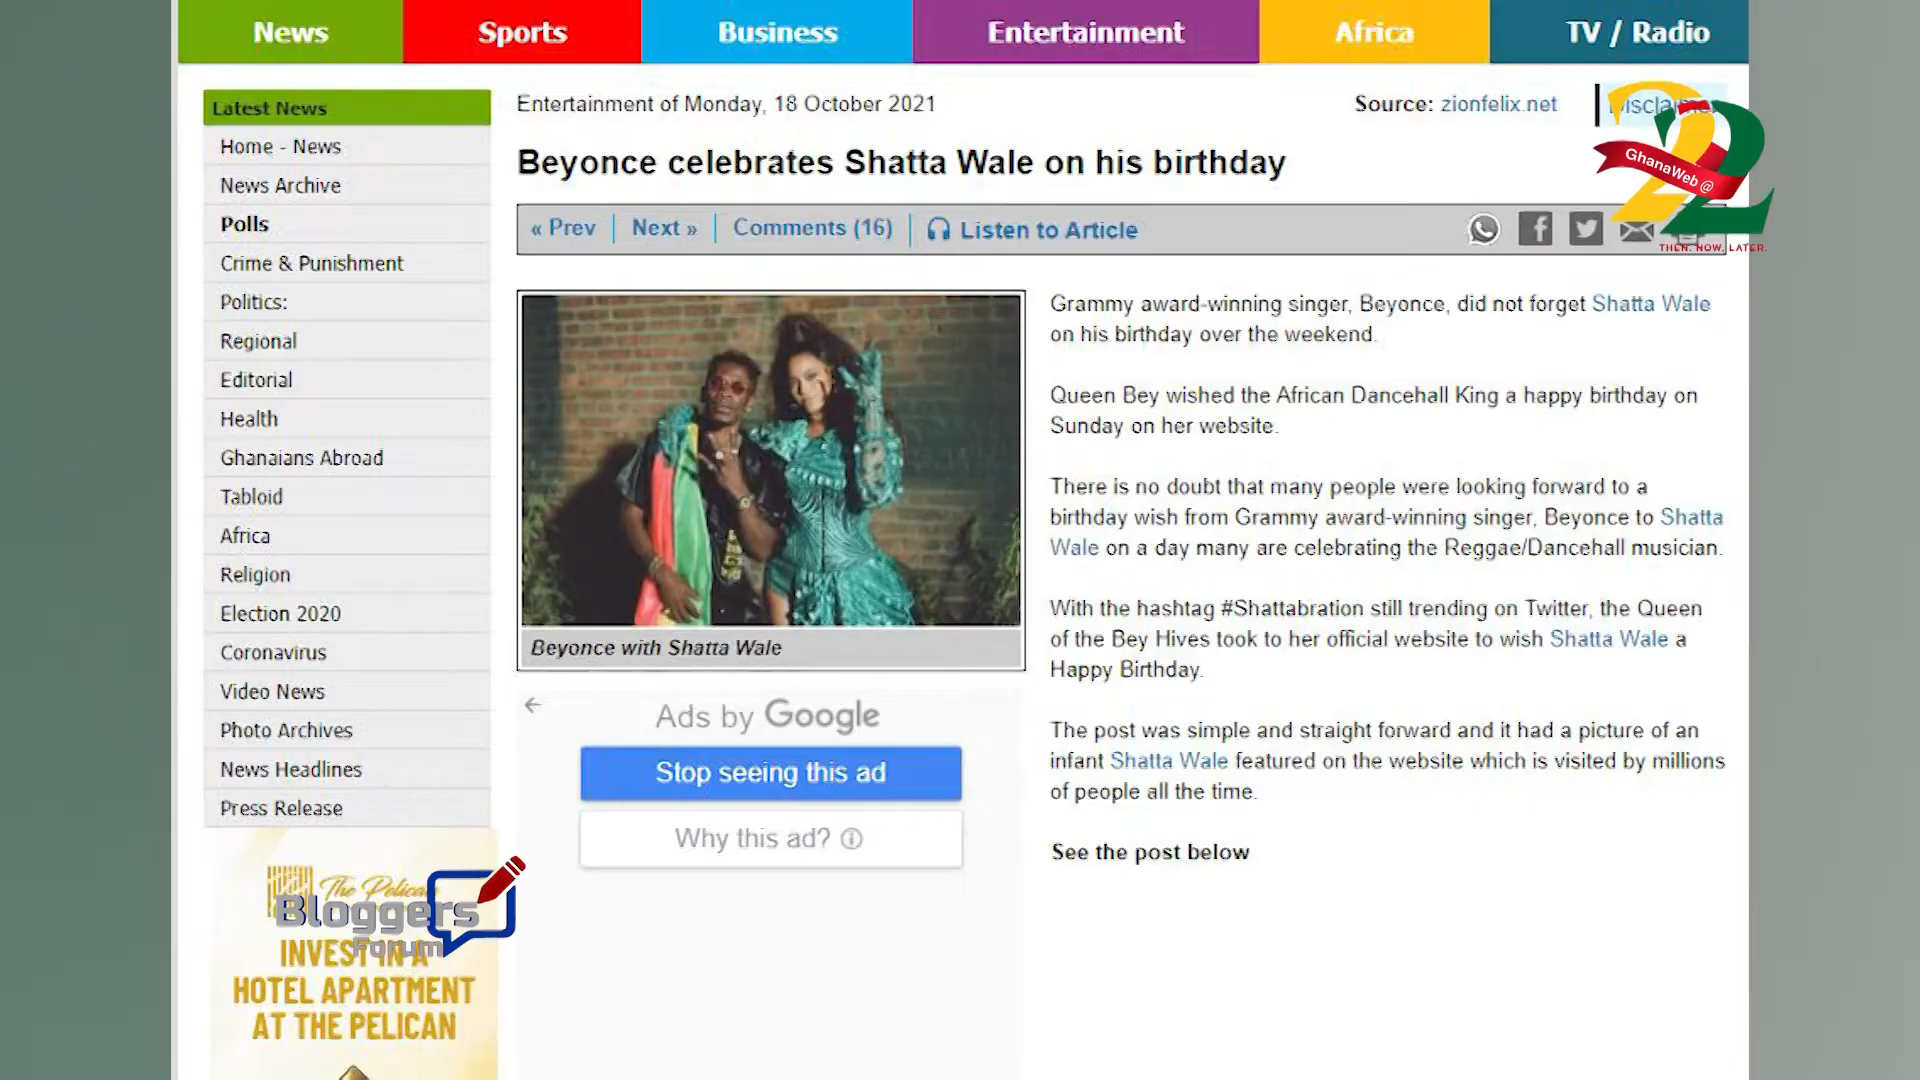 News
Sports
Business
Entertainment
Africa
TV / Radio
Latest News
Home - News
News Archive
Polls
Crime & Punishment
Politics:
Regional
Editorial
Health
Ghanaians Abroad
Tabloid
Africa
Religion
Election 2020
Coronavirus
Video News
Photo Archives
News Headlines
Press Release
Entertainment of Monday, 18 October 2021
Source: zionfelix.net
Beyonce celebrates Shatta Wale on his birthday
« Prev
Next »
Comments (16)
Listen to Article
22
GhanaWeb @
THEN. NOW. LATER.
Beyonce with Shatta Wale
Ads by Google
Stop seeing this ad
Why this ad?
Grammy award-winning singer, Beyonce, did not forget Shatta Wale
on his birthday over the weekend.
Queen Bey wished the African Dancehall King a happy birthday on
Sunday on her website.
There is no doubt that many people were looking forward to a
birthday wish from Grammy award-winning singer, Beyonce to Shatta
Wale on a day many are celebrating the Reggae/Dancehall musician.
With the hashtag #Shattabration still trending on Twitter, the Queen
of the Bey Hives took to her official website to wish Shatta Wale a
Happy Birthday.
The post was simple and straight forward and it had a picture of an
infant Shatta Wale featured on the website which is visited by millions
of people all the time.
See the post below
The Pelican
Bloggers
Forum
INVEST IN A
HOTEL APARTMENT
AT THE PELICAN